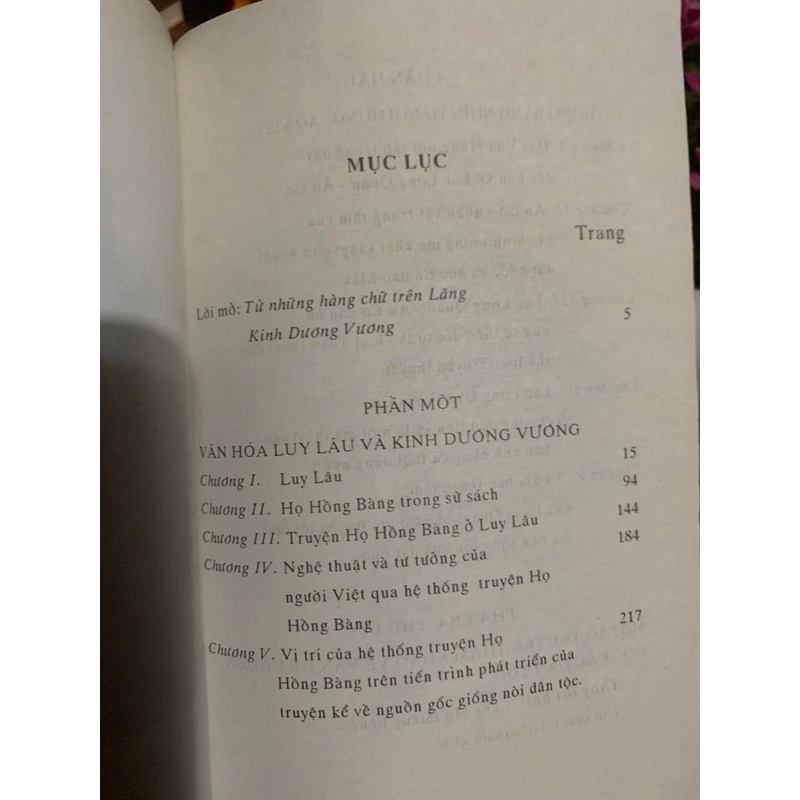 MỤC LỤC
Trang
Lời mở: Từ những hàng chữ trên Lăng
Kinh Dương Vương 5
PHẦN MỘT
VĂN HÓA LUY LÂU VÀ KINH DƯƠNG VƯƠNG
Chương I. Luy Lâu 15
Chương II. Họ Hồng Bàng trong sử sách 94
Chương III. Truyện Họ Hồng Bàng ở Luy Lâu 144
Chương IV. Nghệ thuật và tư tưởng của 184
người Việt qua hệ thống truyện Họ
Hồng Bàng
Chương V. Vị trí của hệ thống truyện Họ 217
Hồng Bàng trên tiến trình phát triển của
truyện kể về nguồn gốc giống nòi dân tộc.